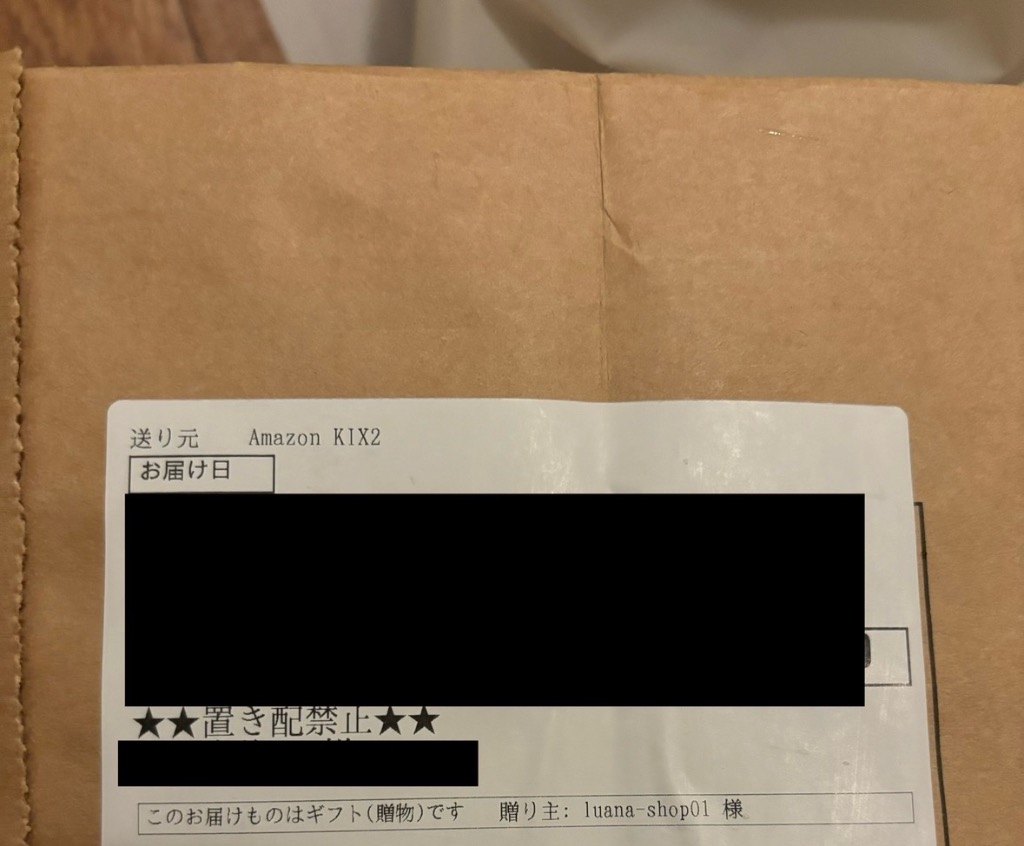 送り元 Amazon KIX2
お届け日
★★置き配禁止★★
このお届けものはギフト(贈物)です 贈り主: luana-shop01 様